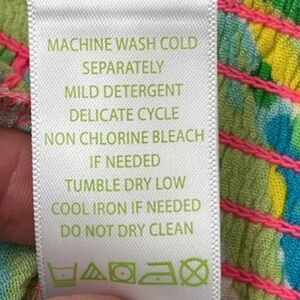 MACHINE WASH COLD
SEPARATELY
MILD DETERGENT
DELICATE CYCLE
NON CHLORINE BLEACH
IF NEEDED
TUMBLE DRY LOW
COOL IRON IF NEEDED
DO NOT DRY CLEAN